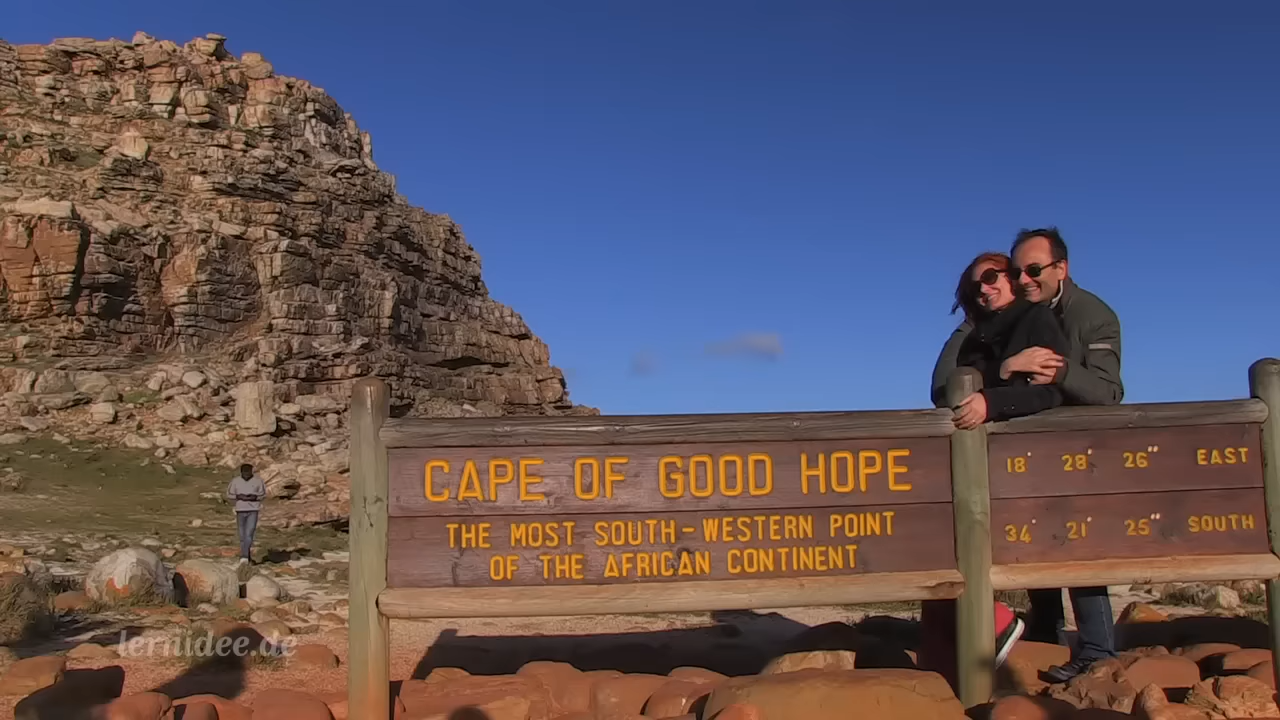 CAPE OF GOOD HOPE
THE MOST SOUTH-WESTERN POINT
OF THE AFRICAN CONTINENT
18° 28' 26" EAST
34° 21' 25" SOUTH
lernidee.de